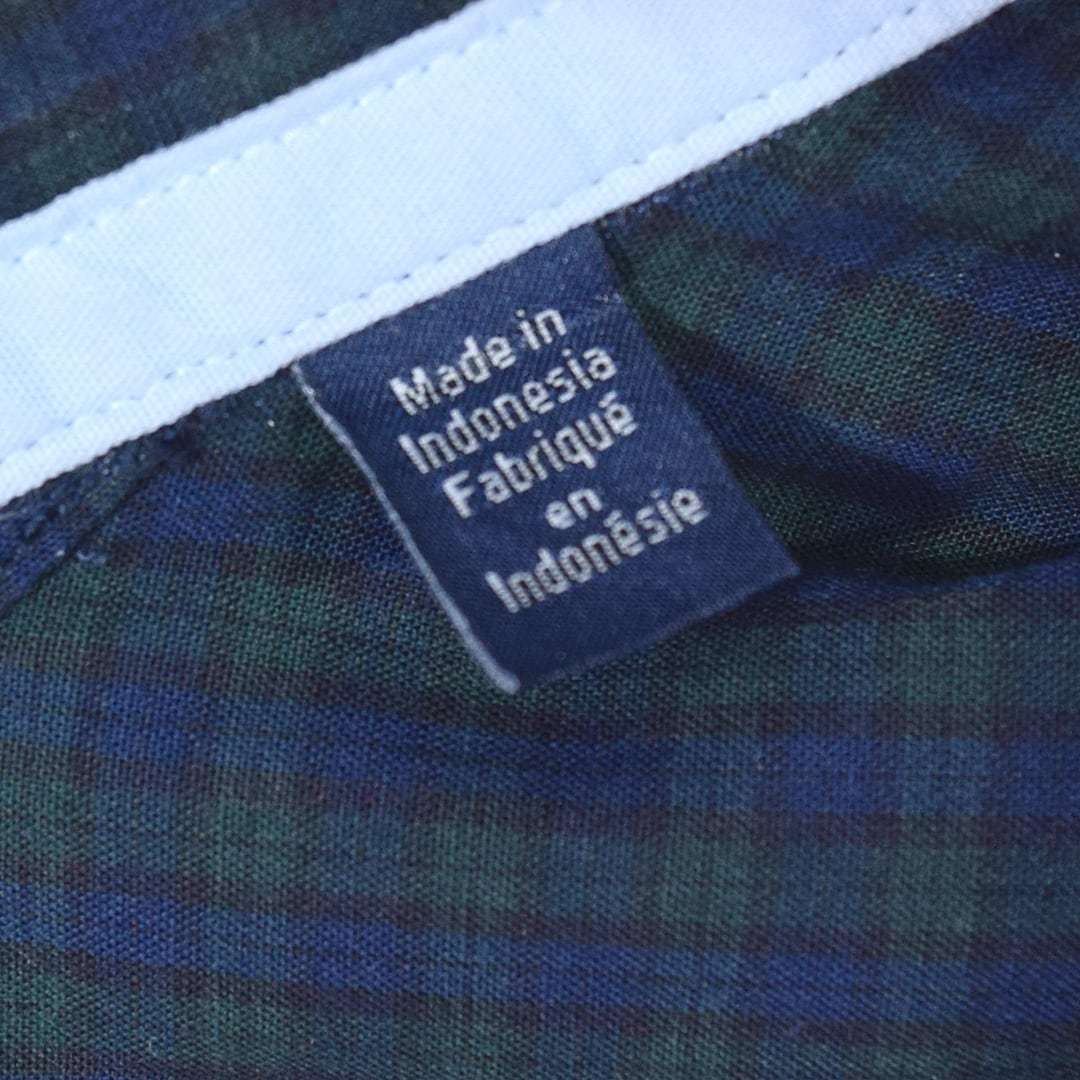 Made in
Indonesia
Fabriqué
en
Indonésie